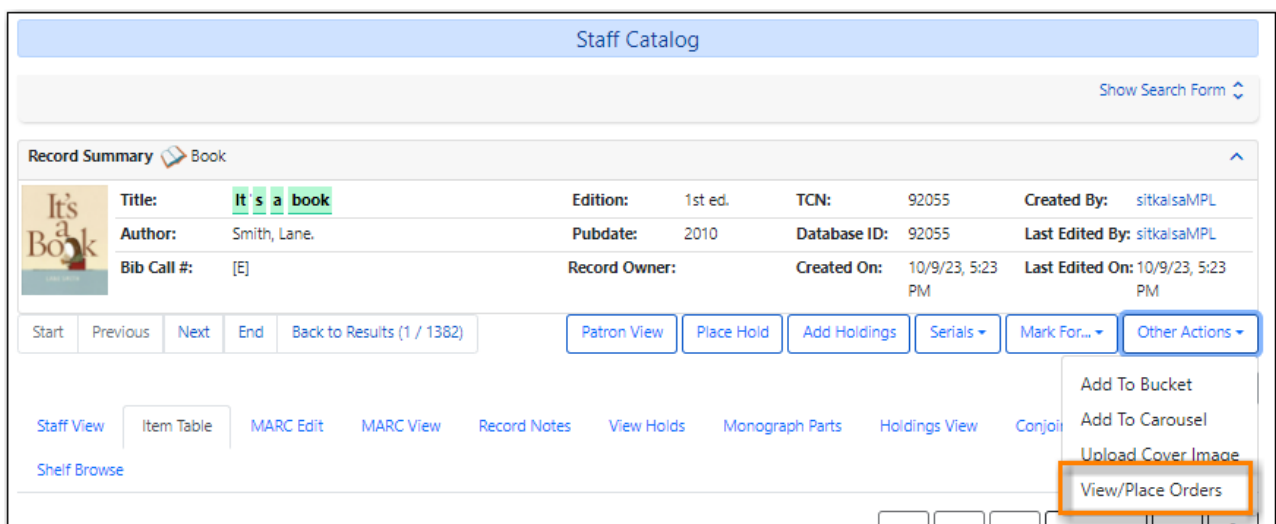 Staff Catalog
Show Search Form
Record Summary Book
It's
a
Book
Title: It's a book Edition: 1st ed. TCN: 92055 Created By: sitkalsaMPL
Author: Smith, Lane. Pubdate: 2010 Database ID: 92055 Last Edited By: sitkalsaMPL
Bib Call #: [E] Record Owner: Created On: 10/9/23, 5:23 PM Last Edited On: 10/9/23, 5:23 PM
Start Previous Next End Back to Results (1 / 1382) Patron View Place Hold Add Holdings Serials Mark For... Other Actions
Add To Bucket
Staff View Item Table MARC Edit MARC View Record Notes View Holds Monograph Parts Holdings View Conjoi
Add To Carousel
Upload Cover Image
Shelf Browse
View/Place Orders